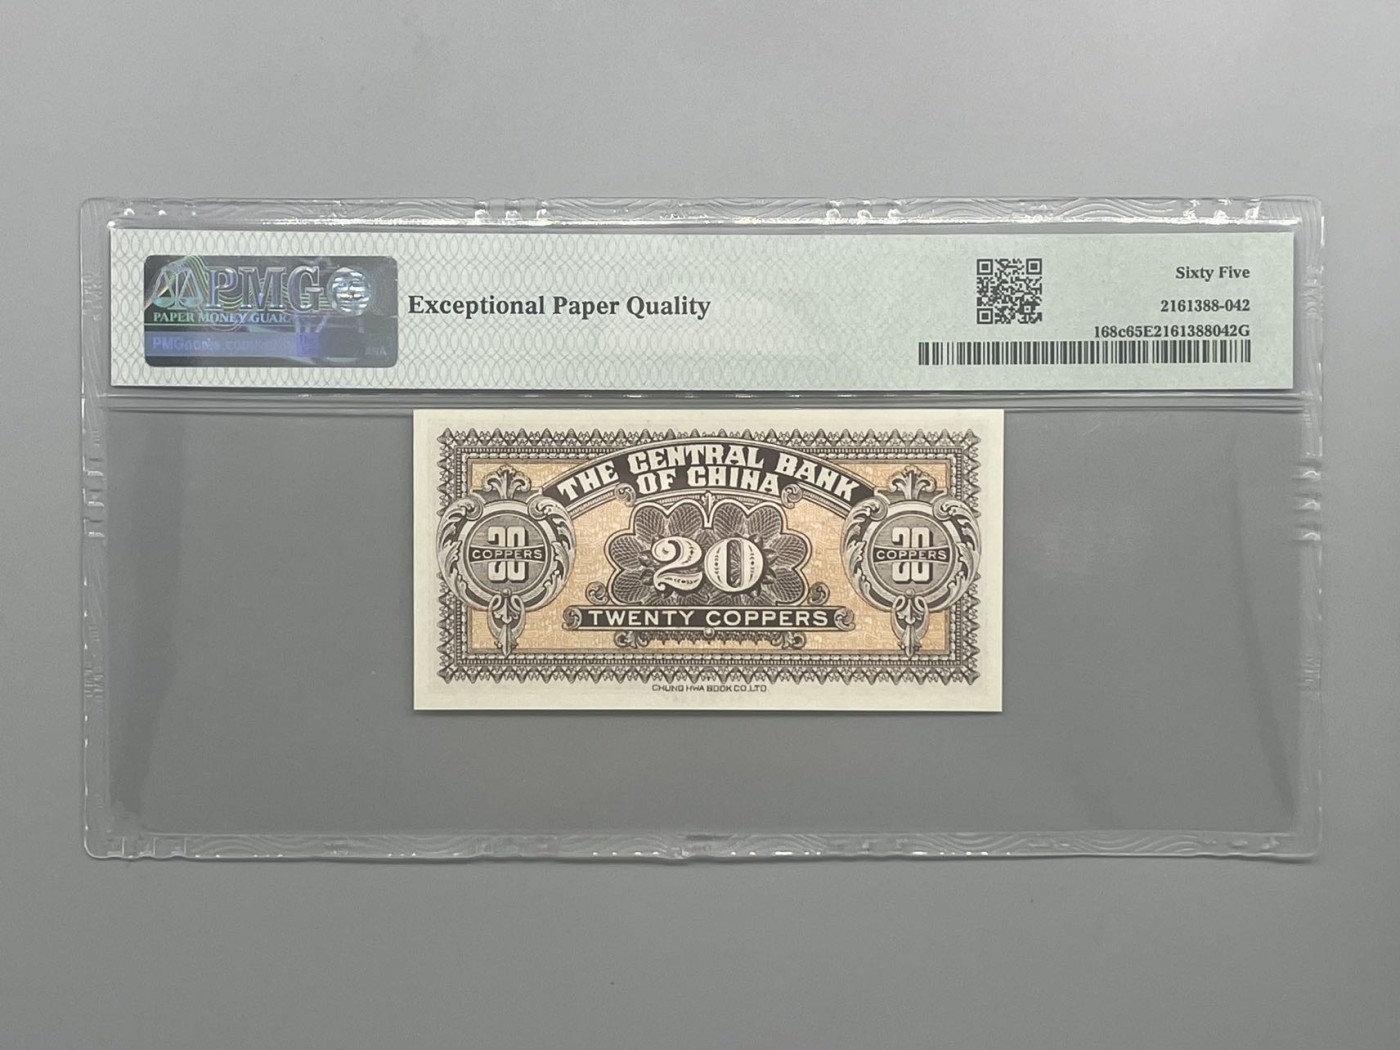 PMG
PAPER MONEY GUAR
Exceptional Paper Quality
Sixty Five
2161388-042
168c65E2161388042G
THE CENTRAL BANK
OF CHINA
20
COPPERS
20
20
COPPERS
TWENTY COPPERS
CHUNG HWA BOOK CO.,LTD